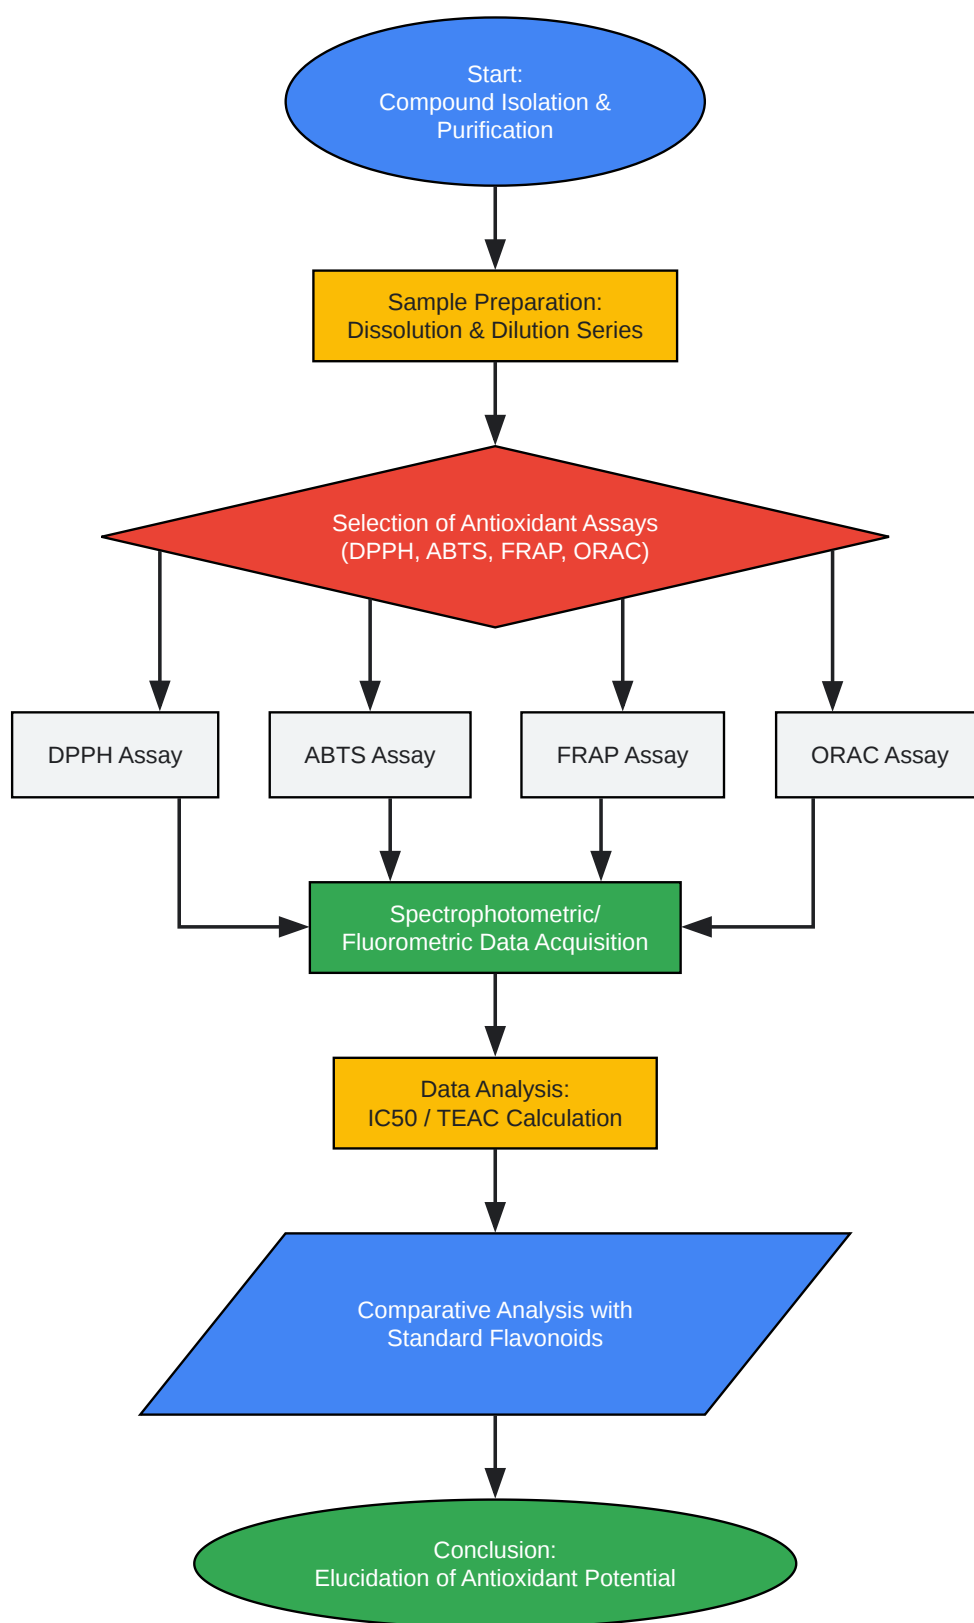 Start:
Compound Isolation &
Purification
Sample Preparation:
Dissolution & Dilution Series
Selection of Antioxidant Assays
(DPPH, ABTS, FRAP, ORAC)
DPPH Assay
ABTS Assay
FRAP Assay
ORAC Assay
Spectrophotometric/
Fluorometric Data Acquisition
Data Analysis:
IC50 / TEAC Calculation
Comparative Analysis with
Standard Flavonoids
Conclusion:
Elucidation of Antioxidant Potential